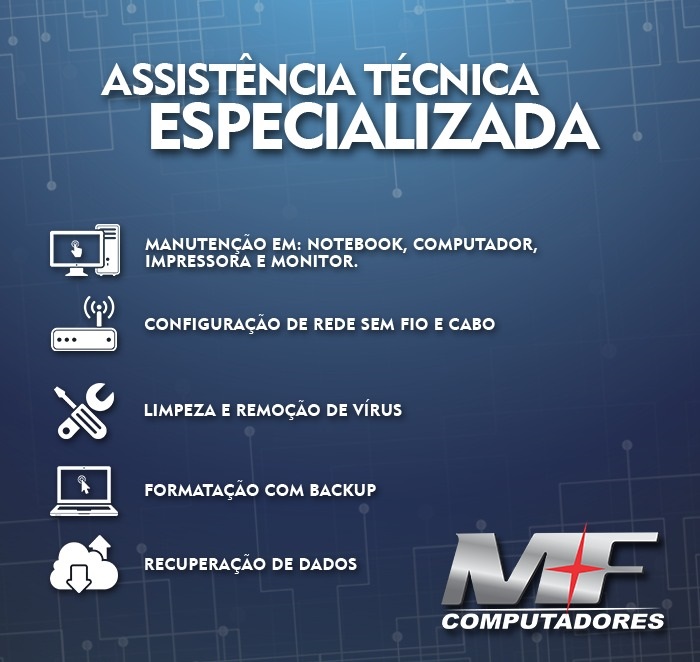 ASSISTÊNCIA TÉCNICA
ESPECIALIZADA
MANUTENÇÃO EM: NOTEBOOK, COMPUTADOR,
IMPRESSORA E MONITOR.
CONFIGURAÇÃO DE REDE SEM FIO E CABO
LIMPEZA E REMOÇÃO DE VÍRUS
FORMATAÇÃO COM BACKUP
RECUPERAÇÃO DE DADOS
MF
COMPUTADORES